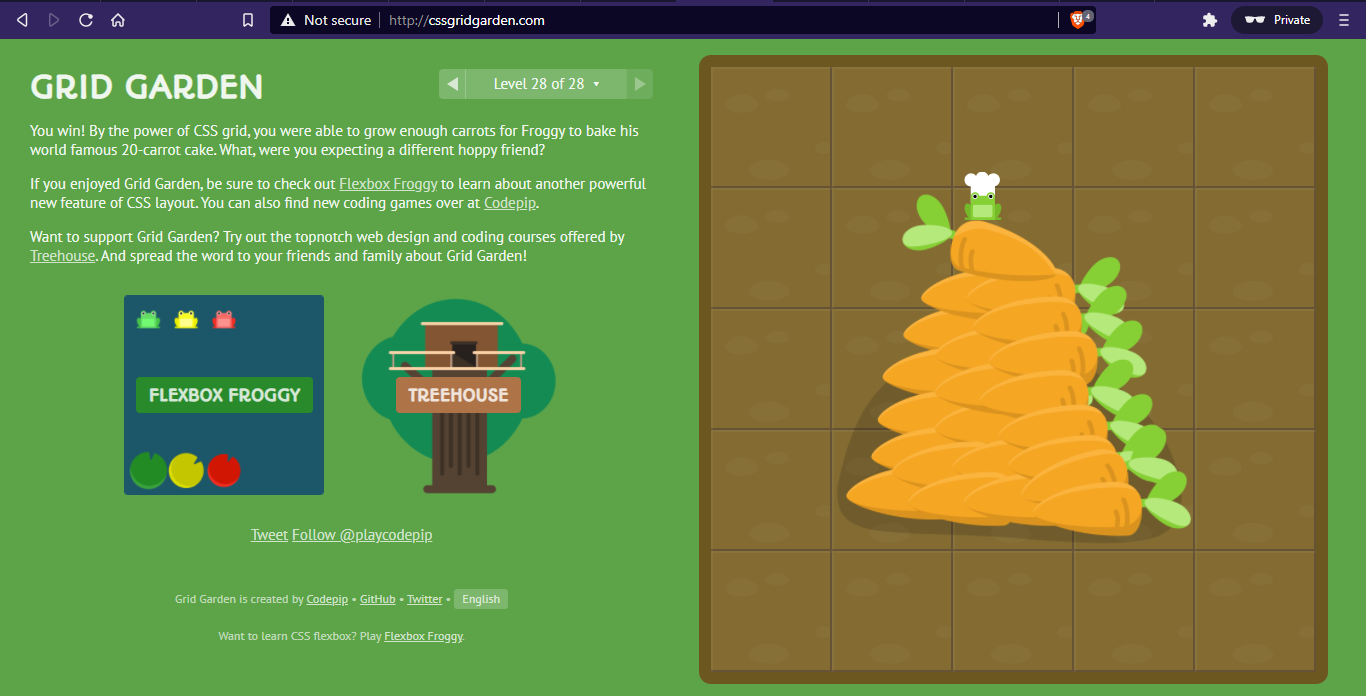 Not secure
http://cssgridgarden.com
4
Private
GRID GARDEN
Level 28 of 28
You win! By the power of CSS grid, you were able to grow enough carrots for Froggy to bake his
world famous 20-carrot cake. What, were you expecting a different hoppy friend?
If you enjoyed Grid Garden, be sure to check out Flexbox Froggy to learn about another powerful
new feature of CSS layout. You can also find new coding games over at Codepip.
Want to support Grid Garden? Try out the topnotch web design and coding courses offered by
Treehouse. And spread the word to your friends and family about Grid Garden!
FLEXBOX FROGGY
TREEHOUSE
Tweet Follow @playcodepip
Grid Garden is created by Codepip • GitHub • Twitter • English
Want to learn CSS flexbox? Play Flexbox Froggy.